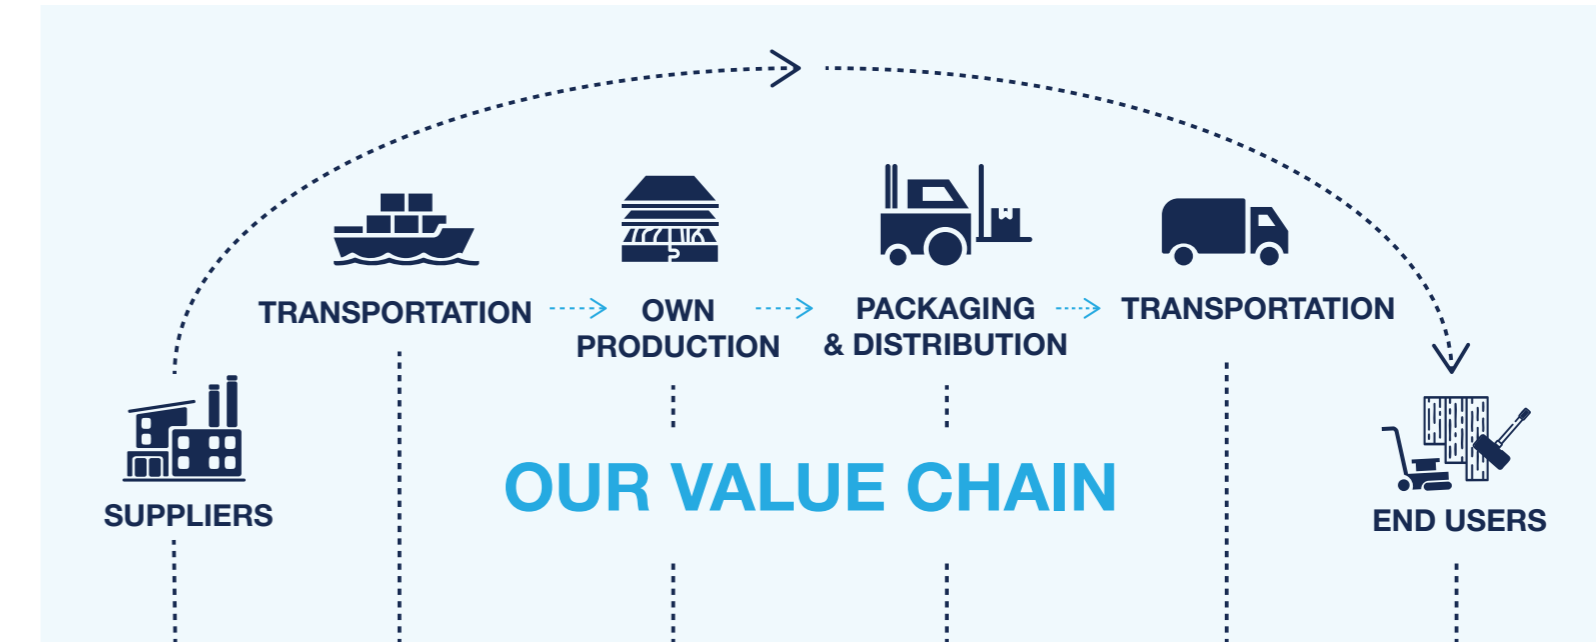 TRANSPORTATION
OWN
PRODUCTION
PACKAGING
& DISTRIBUTION
TRANSPORTATION
OUR VALUE CHAIN
SUPPLIERS
END USERS